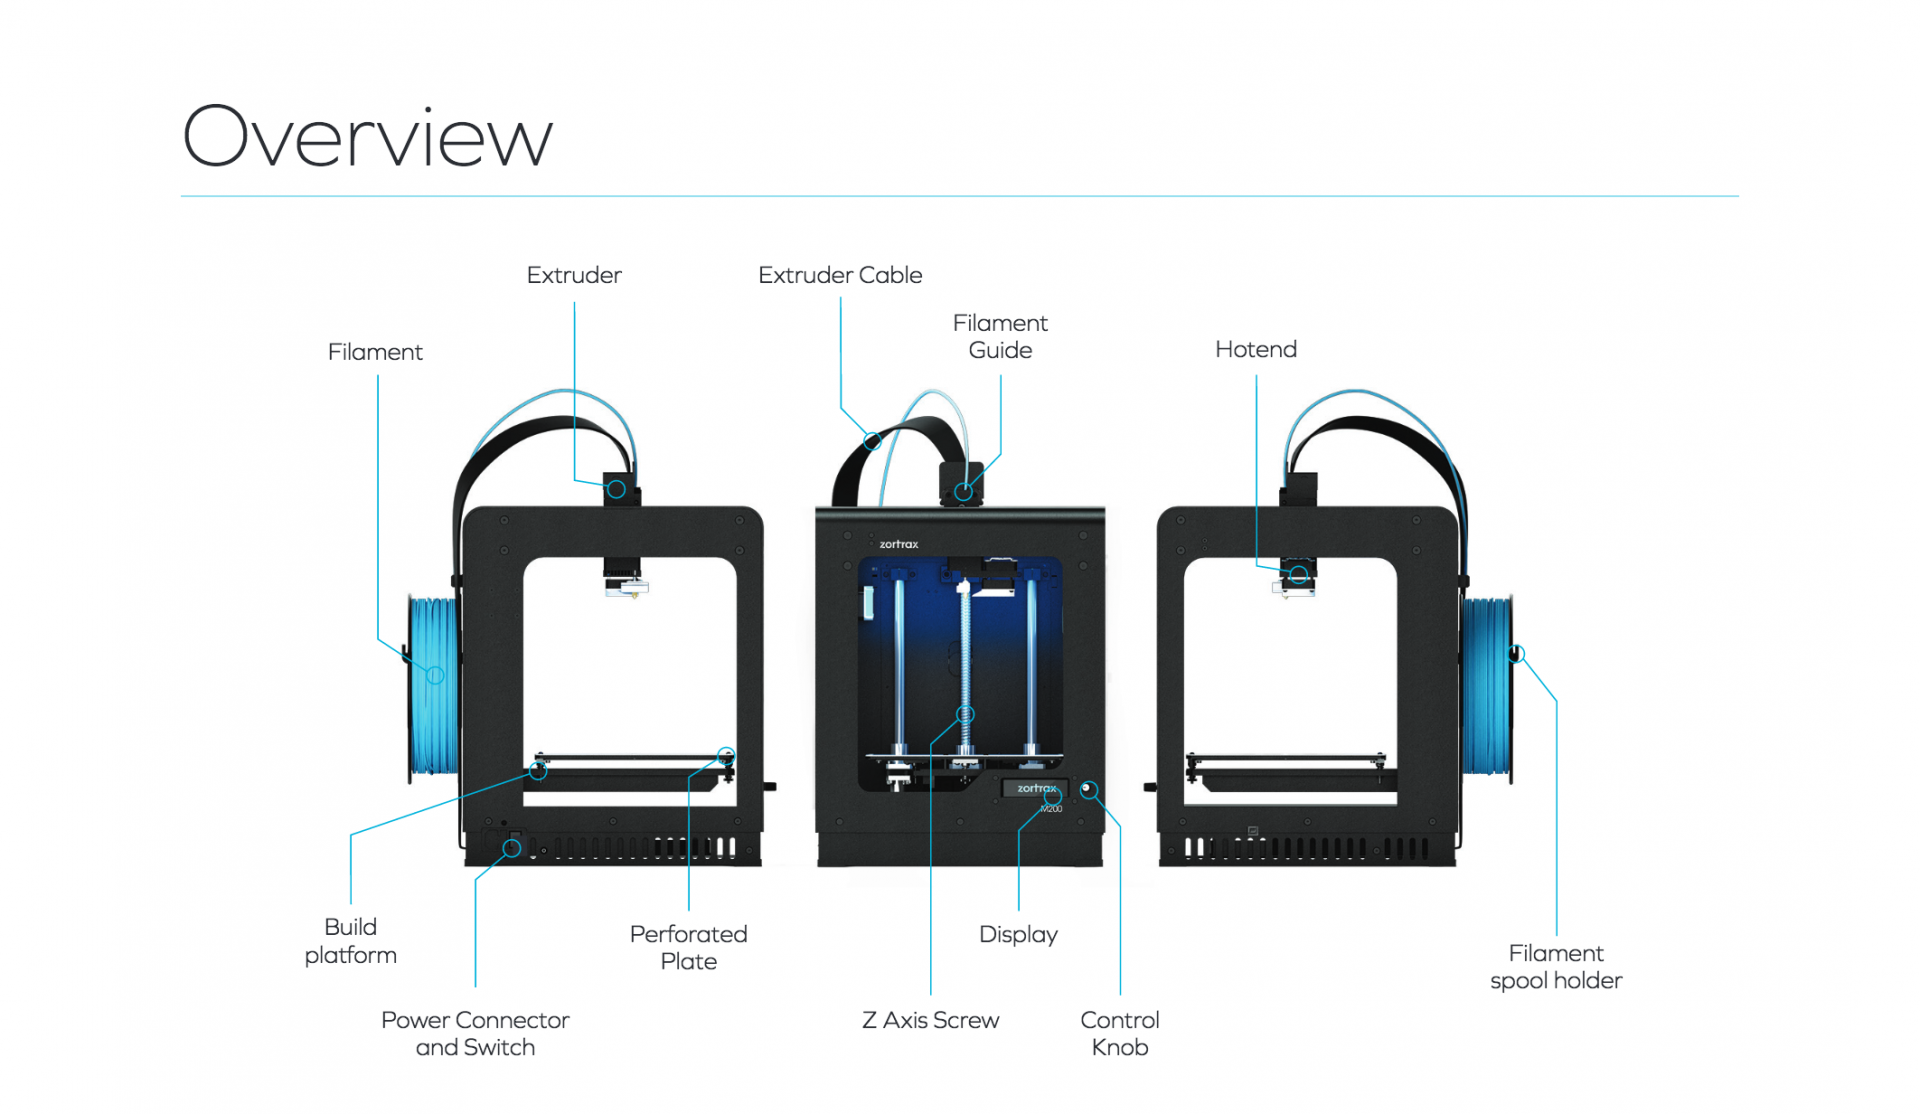 Overview
Extruder
Extruder Cable
Filament
Guide
Filament
Hotend
zortrax
zortrax
M200
Build
platform
Perforated
Plate
Display
Filament
spool holder
Power Connector
and Switch
Z Axis Screw
Control
Knob